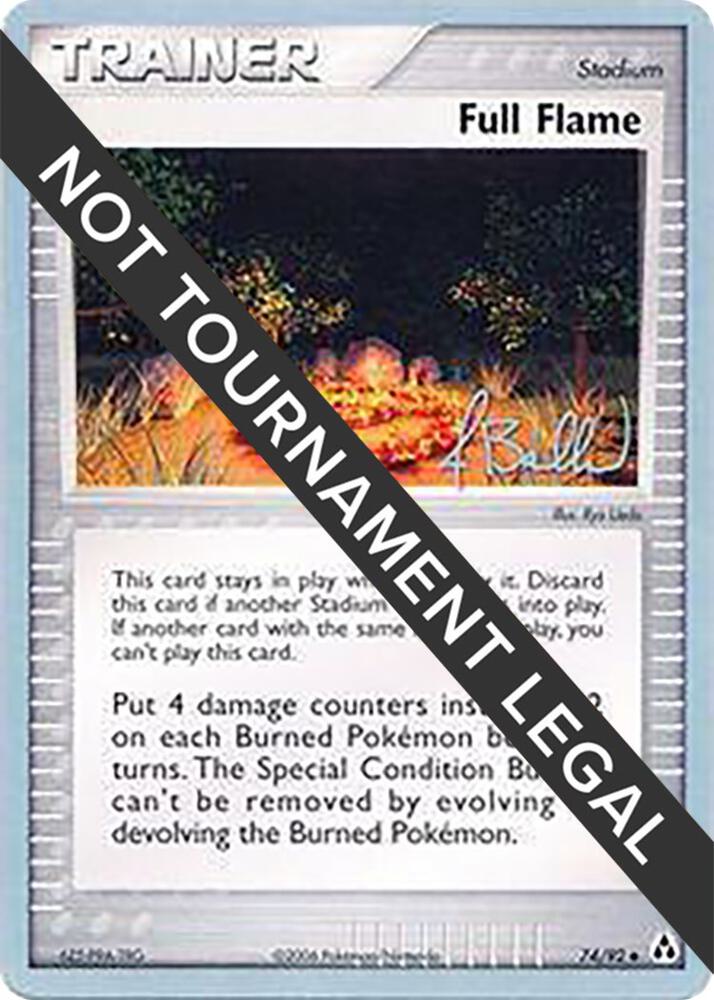 TRAINER
Stadium
Full Flame
NOT TOURNAMENT LEGAL
Illus. Ryo Ueda
This card stays in play w it. Discard
this card if another Stadium into play.
If another card with the same play, you
can't play this card.
Put 4 damage counters ins 2
on each Burned Pokémon b
turns. The Special Condition Bu
can't be removed by evolving
devolving the Burned Pokémon.
©2006 Pokémon/Nintendo
74/92